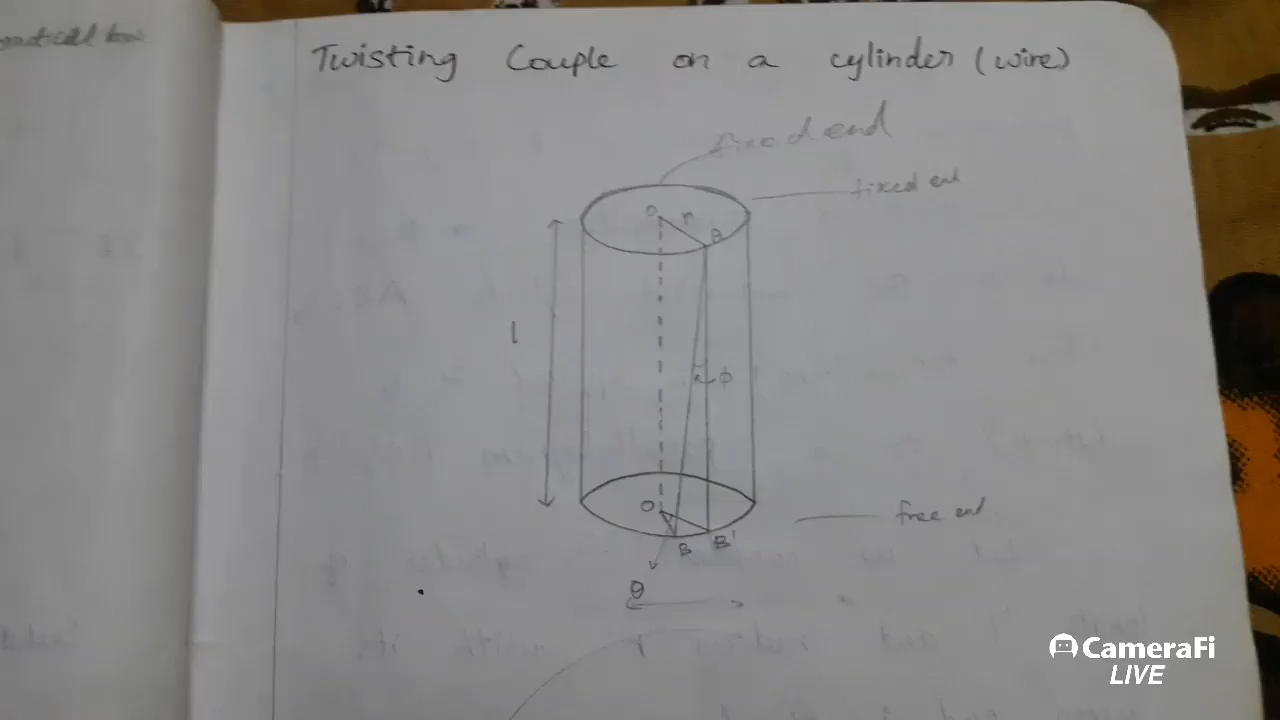 Twisting Couple on a cylinder (wire)
fixed end
fixed end
O r A
l
ϕ
O
B B'
free end
θ
CameraFi
LIVE